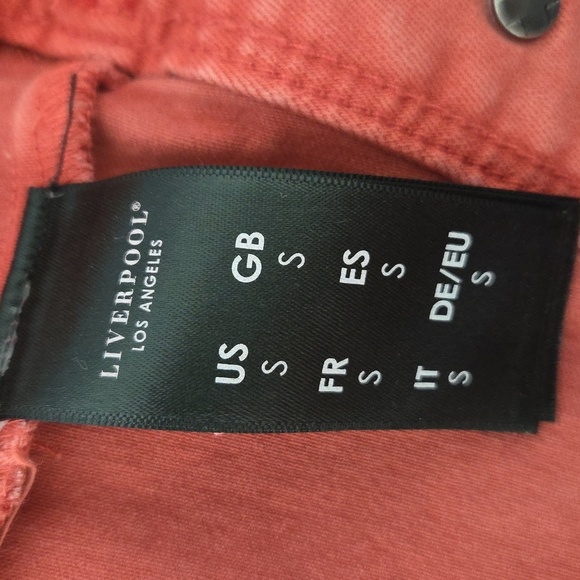 LIVERPOOL®
LOS ANGELES
US GB
S S
FR ES
S S
IT DE/EU
S S